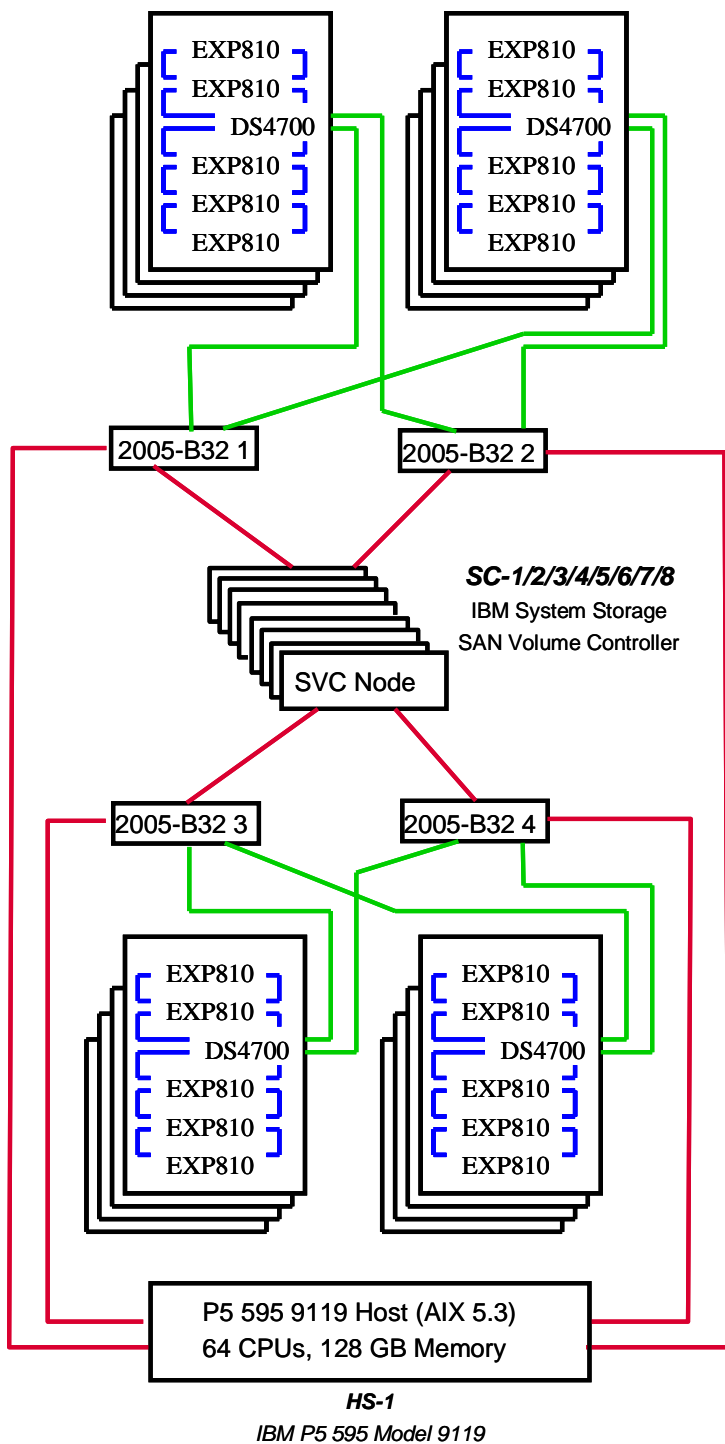 EXP810
EXP810
DS4700
EXP810
EXP810
EXP810
EXP810
EXP810
DS4700
EXP810
EXP810
EXP810
2005-B32 1
2005-B32 2
SC-1/2/3/4/5/6/7/8
IBM System Storage
SAN Volume Controller
SVC Node
2005-B32 3
2005-B32 4
EXP810
EXP810
DS4700
EXP810
EXP810
EXP810
EXP810
EXP810
DS4700
EXP810
EXP810
EXP810
P5 595 9119 Host (AIX 5.3)
64 CPUs, 128 GB Memory
HS-1
IBM P5 595 Model 9119